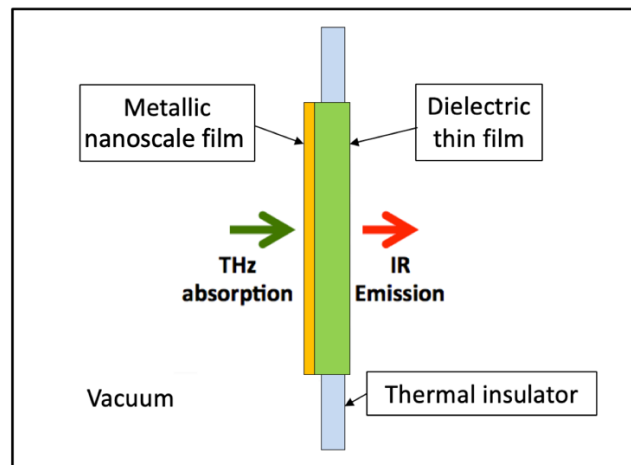 Metallic
nanoscale film
Dielectric
thin film
THz
absorption
IR
Emission
Vacuum
Thermal insulator